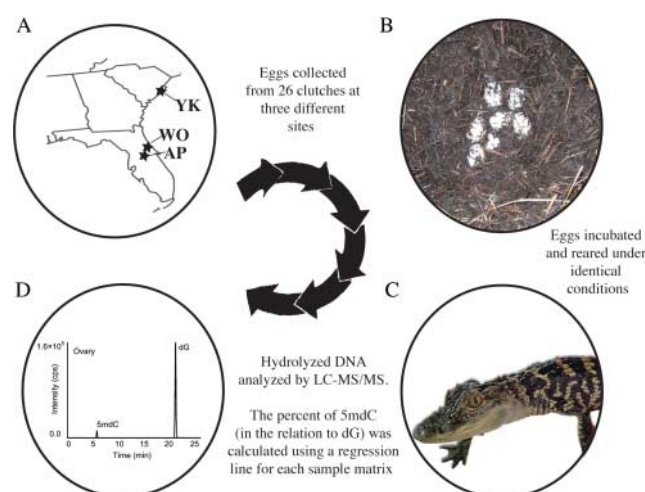 A
YK
WO
AP
Eggs collected
from 26 clutches at
three different
sites
B
Eggs incubated
and reared under
identical
conditions
C
Hydrolyzed DNA
analyzed by LC-MS/MS.
The percent of 5mdC
(in the relation to dG) was
calculated using a regression
line for each sample matrix
D
Ovary
dG
5mdC
Intensity (cps)
0.0
0
5
10
15
20
25
Time (min)